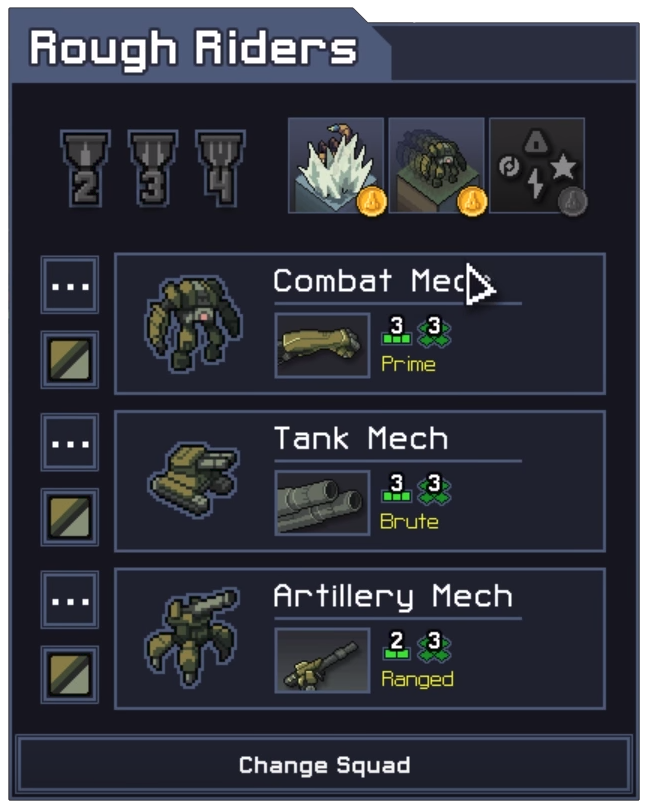 Rough Riders
2 3 4
...
Combat Mech
3 3
Prime
...
Tank Mech
3 3
Brute
...
Artillery Mech
2 3
Ranged
Change Squad